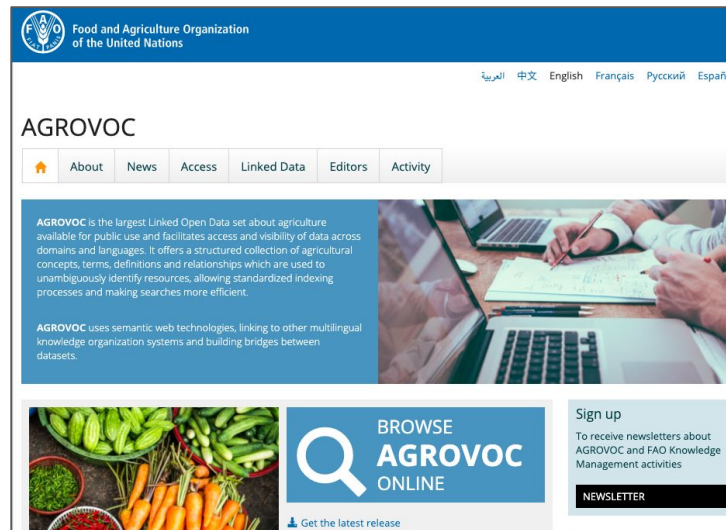 Food and Agriculture Organization
of the United Nations
العربية 中文 English Français Русский Españ
AGROVOC
About News Access Linked Data Editors Activity
AGROVOC is the largest Linked Open Data set about agriculture
available for public use and facilitates access and visibility of data across
domains and languages. It offers a structured collection of agricultural
concepts, terms, definitions and relationships which are used to
unambiguously identify resources, allowing standardized indexing
processes and making searches more efficient.
AGROVOC uses semantic web technologies, linking to other multilingual
knowledge organization systems and building bridges between
datasets.
BROWSE
AGROVOC
ONLINE
Get the latest release
Sign up
To receive newsletters about
AGROVOC and FAO Knowledge
Management activities
NEWSLETTER